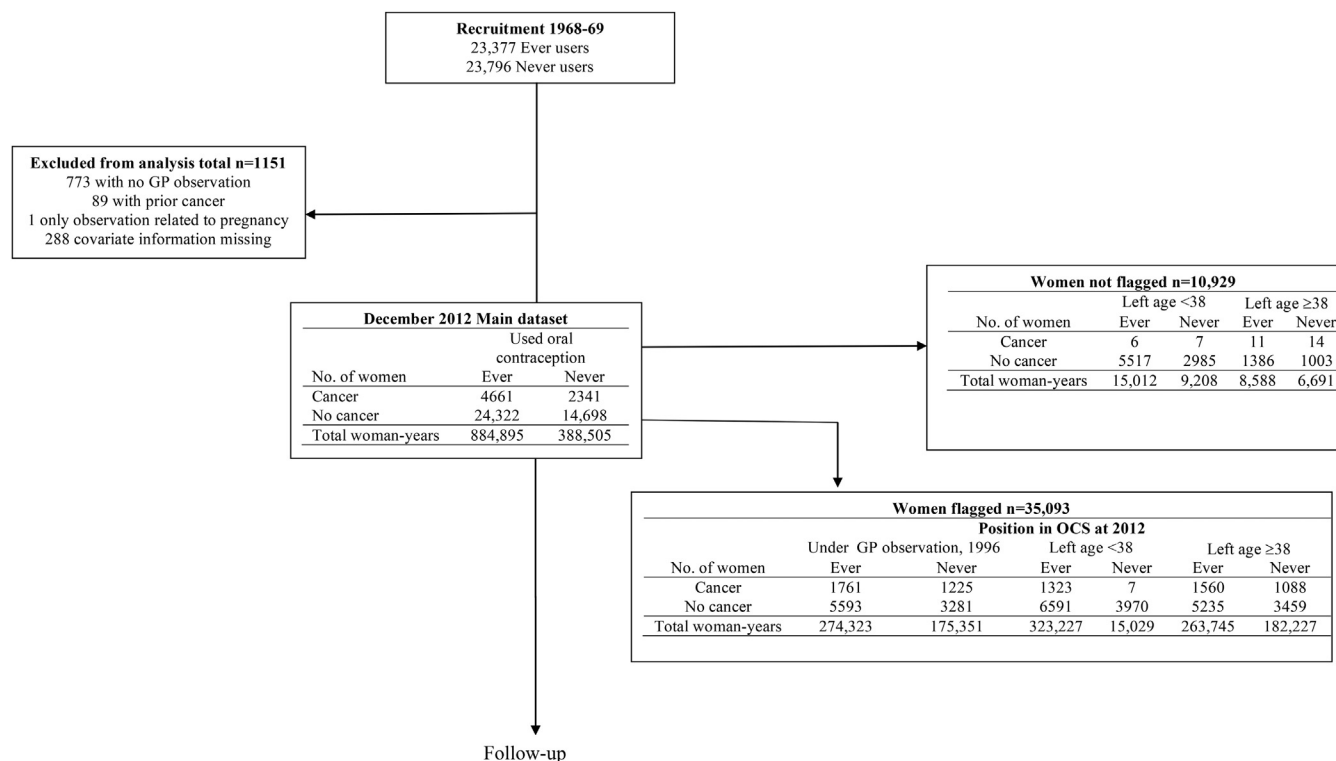 Recruitment 1968-69
23,377 Ever users
23,796 Never users
Excluded from analysis total n=1151
773 with no GP observation
89 with prior cancer
1 only observation related to pregnancy
288 covariate information missing
Women not flagged n=10,929
Left age <38 Left age ≥38
No. of women Ever Never Ever Never
Cancer 6 7 11 14
No cancer 5517 2985 1386 1003
Total woman-years 15,012 9,208 8,588 6,691
December 2012 Main dataset
Used oral
contraception
No. of women Ever Never
Cancer 4661 2341
No cancer 24,322 14,698
Total woman-years 884,895 388,505
Women flagged n=35,093
Position in OCS at 2012
Under GP observation, 1996 Left age <38 Left age ≥38
No. of women Ever Never Ever Never Ever Never
Cancer 1761 1225 1323 7 1560 1088
No cancer 5593 3281 6591 3970 5235 3459
Total woman-years 274,323 175,351 323,227 15,029 263,745 182,227
Follow-up